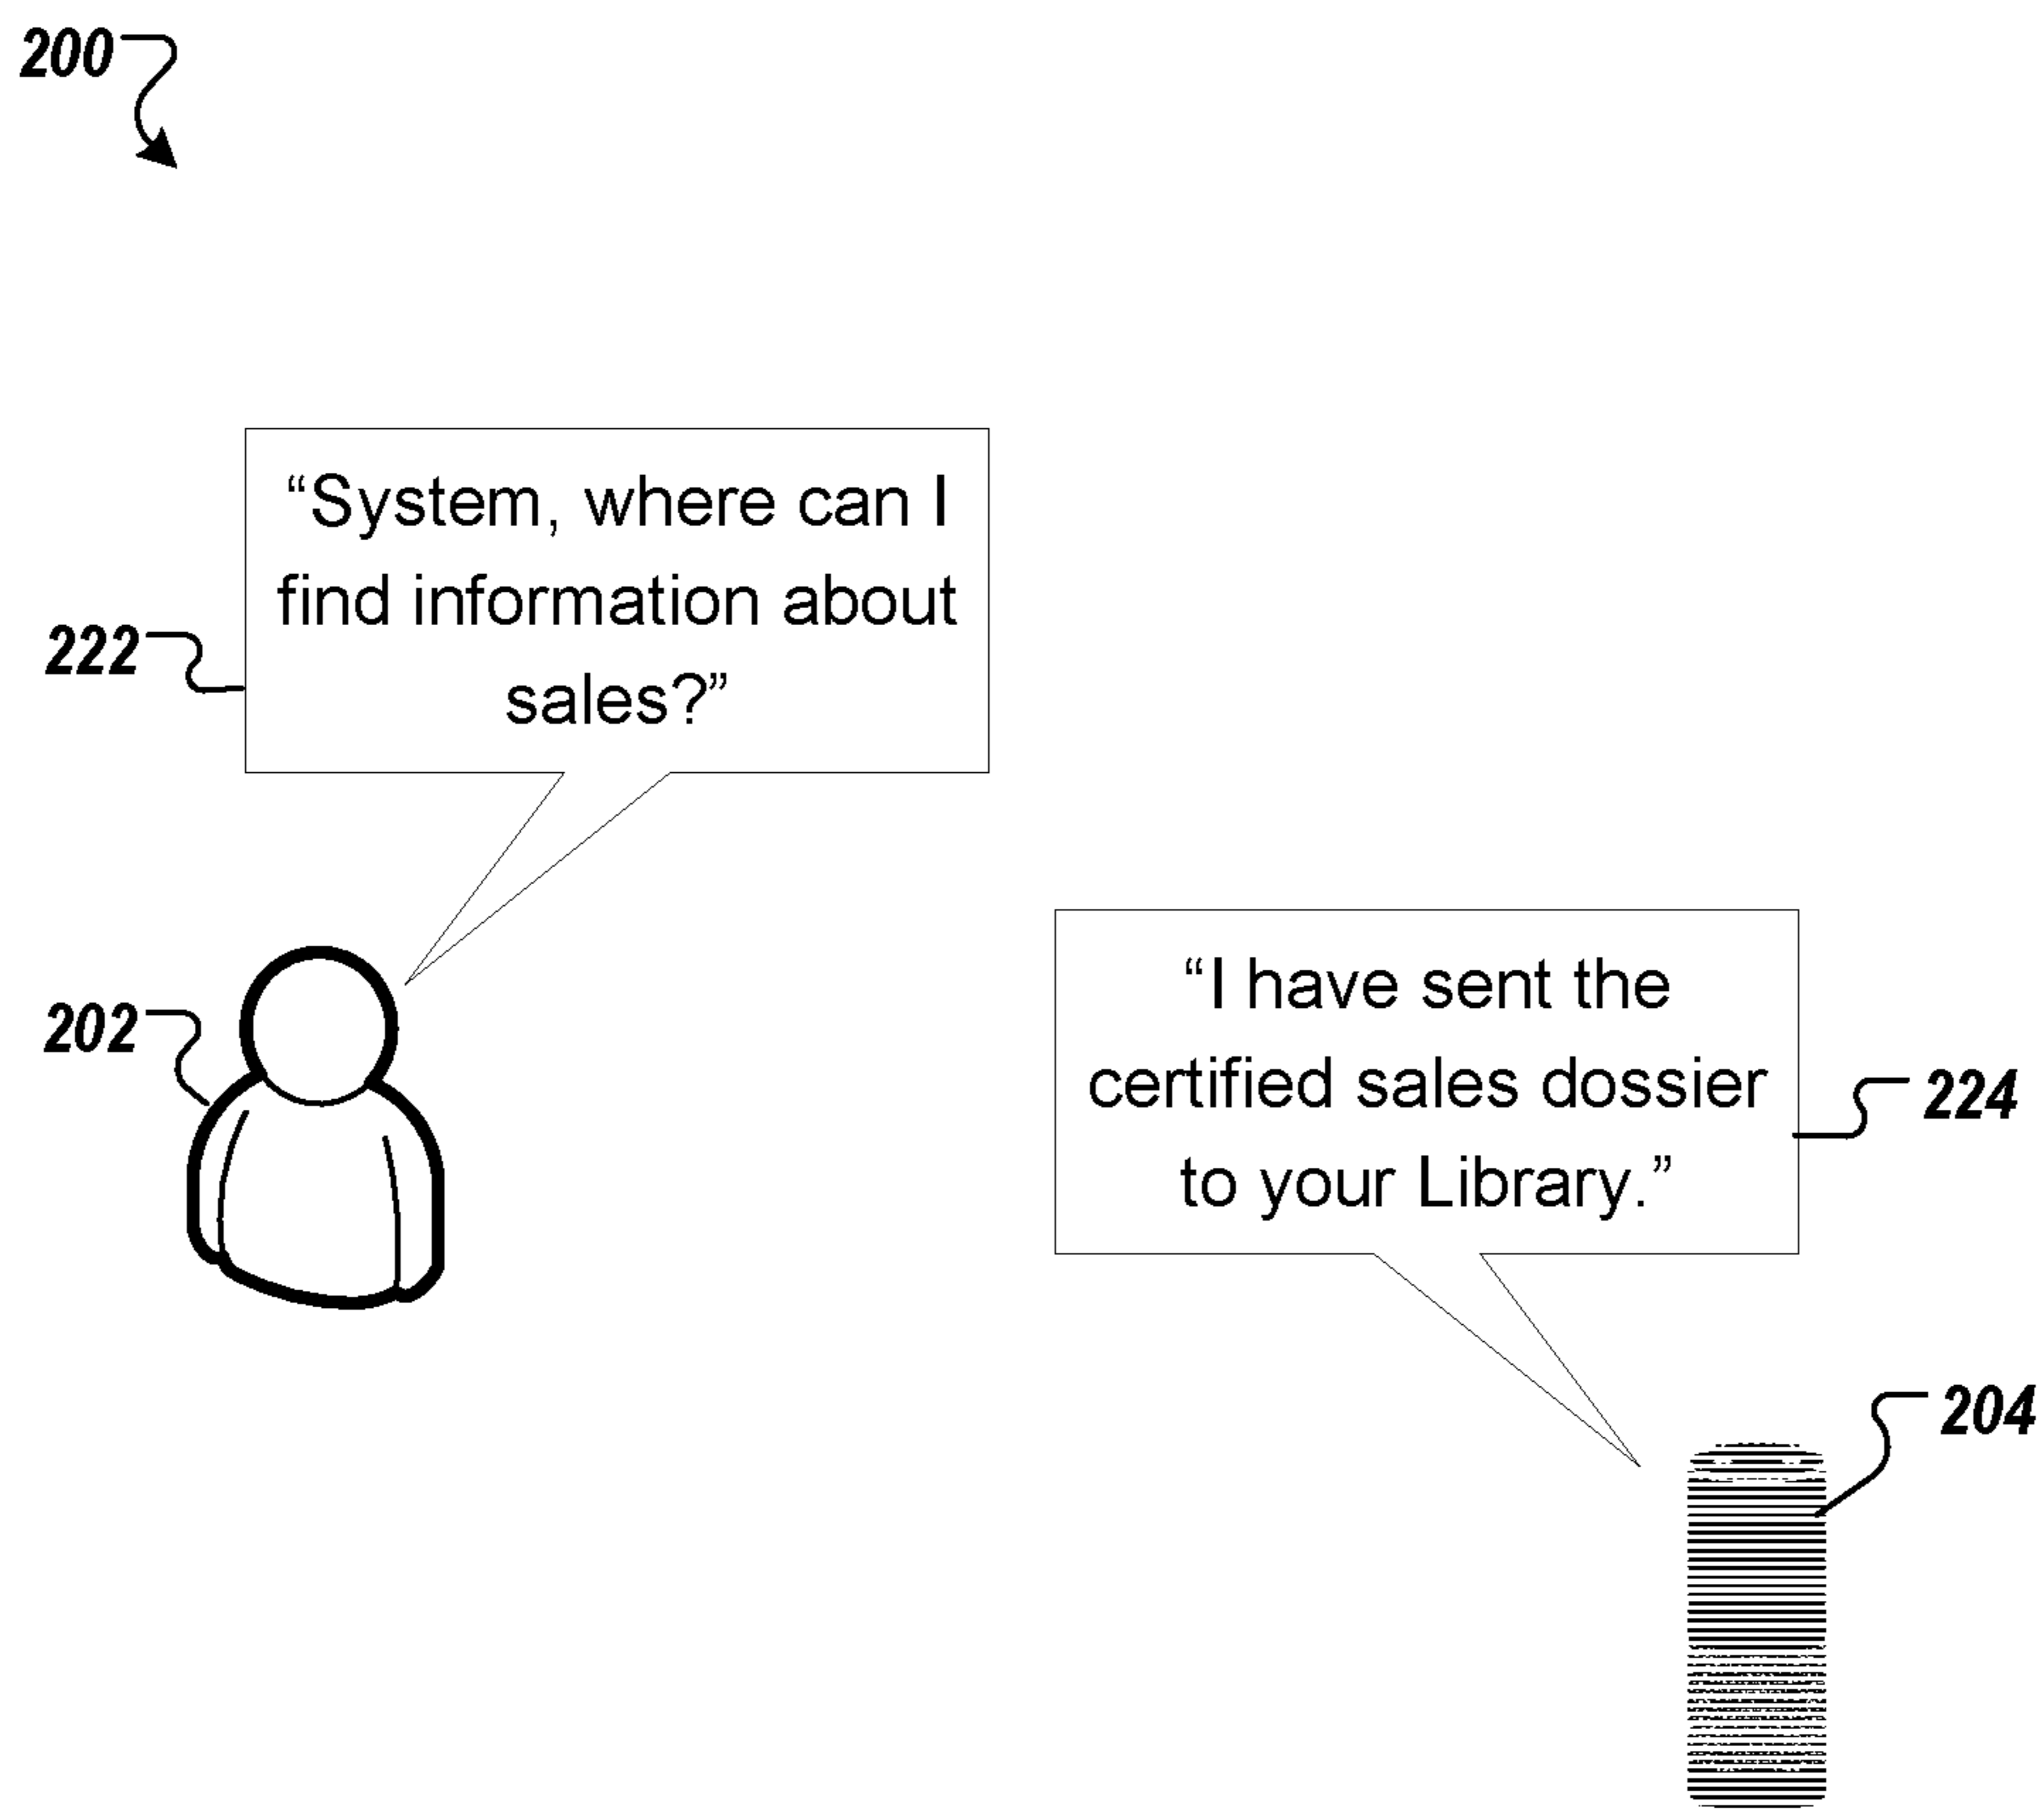 200
“System, where can I
find information about
222
sales?”
“I have sent the
202
certified sales dossier
224
to your Library.”
204